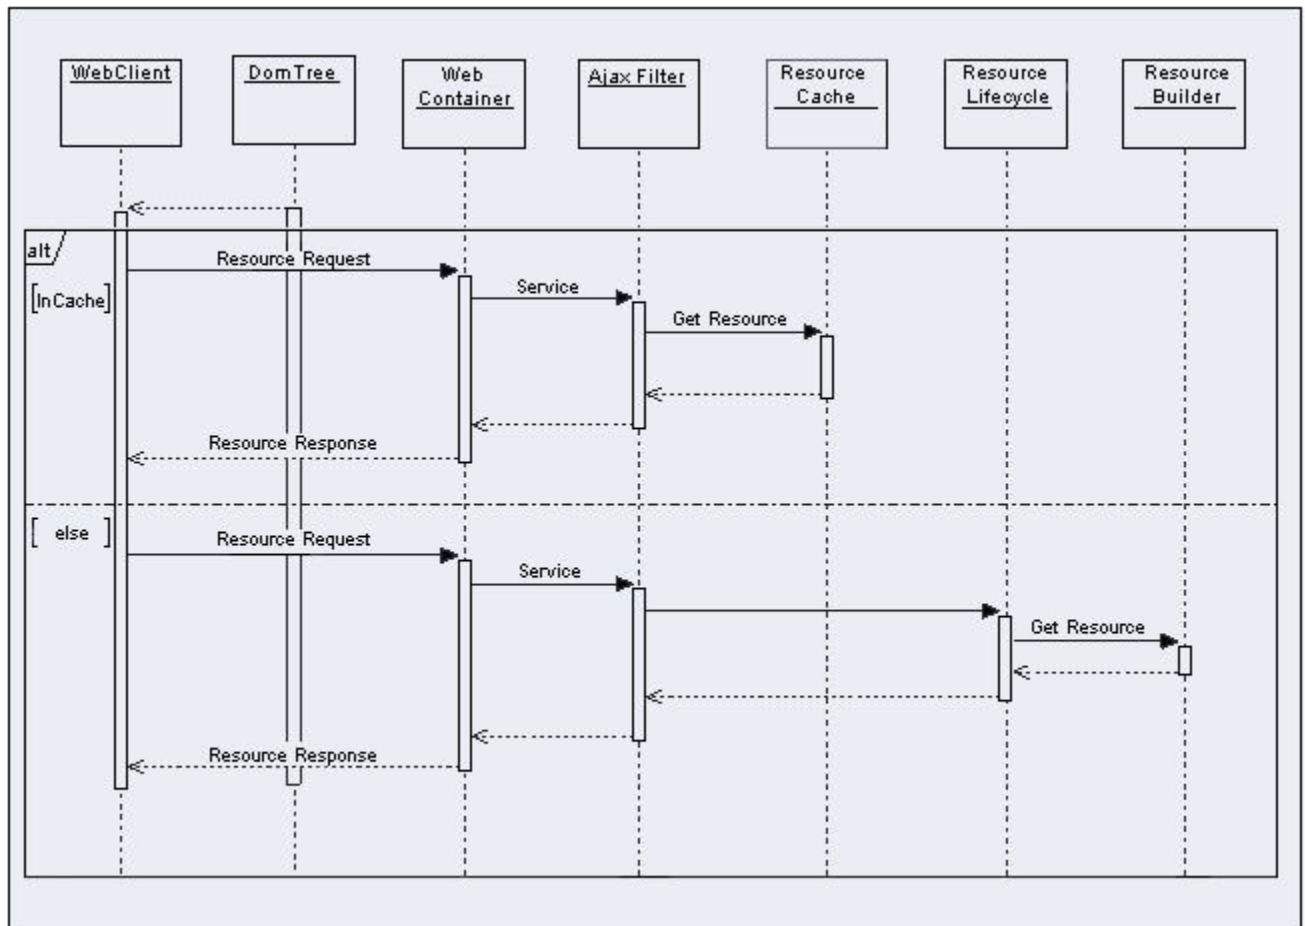 WebClient
DomTree
Web
Container
Ajax Filter
Resource
Cache
Resource
Lifecycle
Resource
Builder
alt
[InCache]
Resource Request
Service
Get Resource
Resource Response
[ else ]
Resource Request
Service
Get Resource
Resource Response